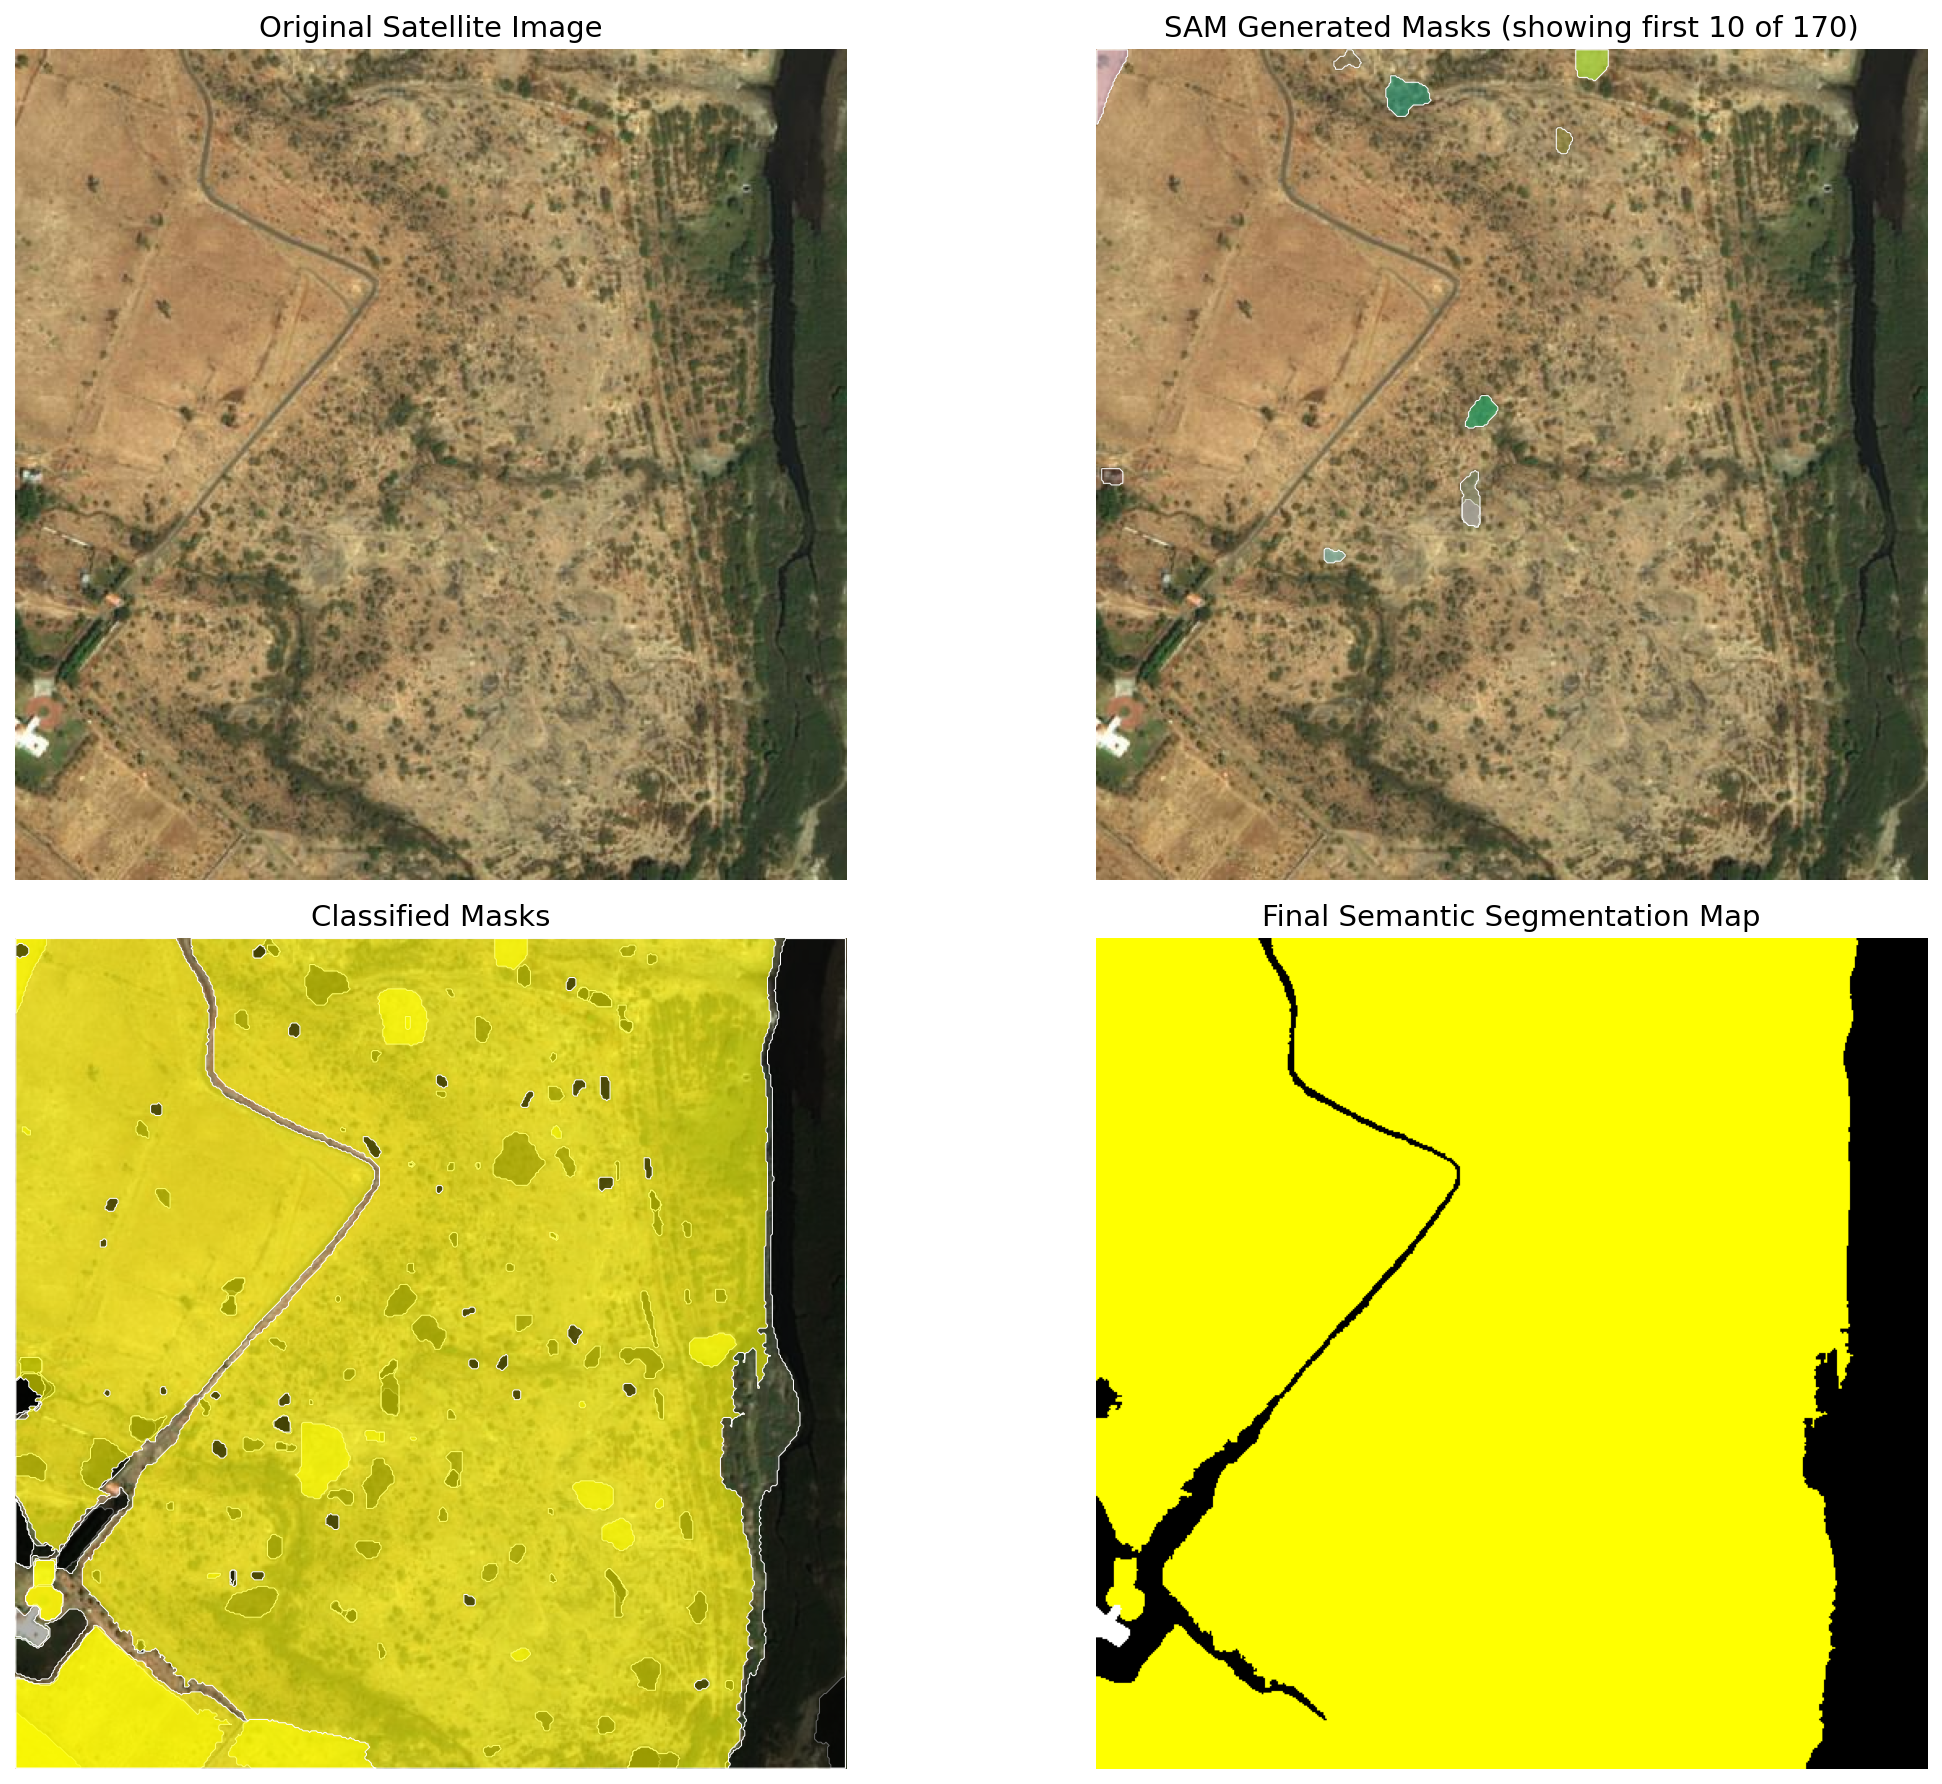 Original Satellite Image
SAM Generated Masks (showing first 10 of 170)
Classified Masks
Final Semantic Segmentation Map